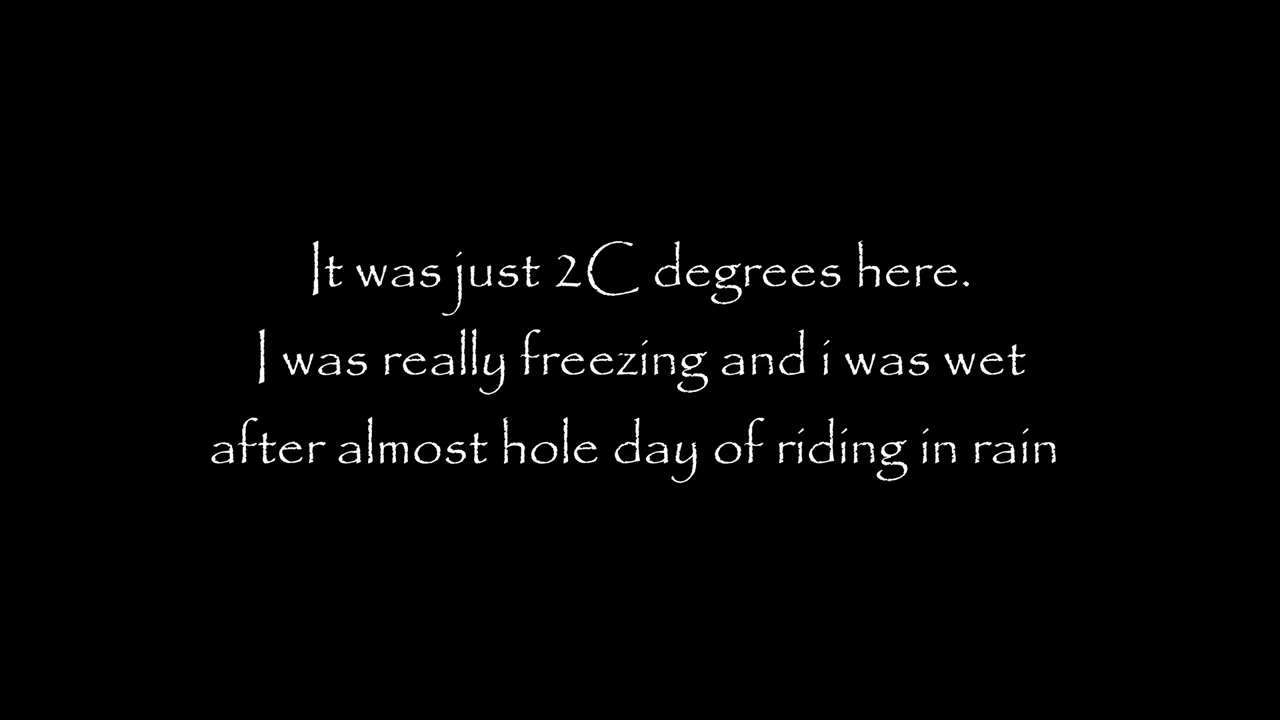 It was just 2C degrees here.
I was really freezing and i was wet
after almost hole day of riding in rain